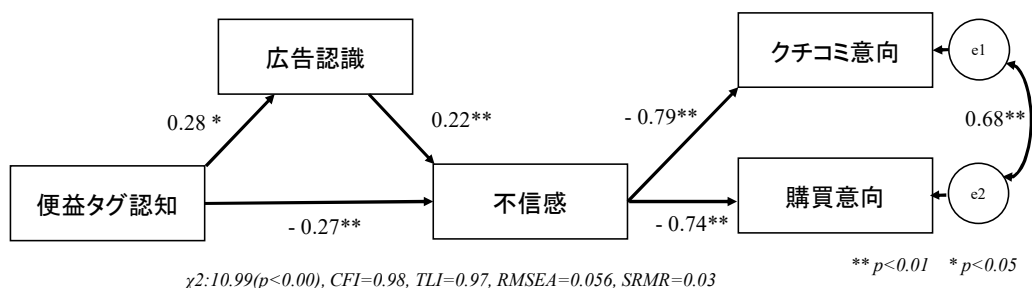 広告認識
クチコミ意向
e1
0.28 *
0.22**
- 0.79**
0.68**
便益タグ認知
不信感
購買意向
e2
- 0.27**
- 0.74**
** p<0.01 * p<0.05
χ2:10.99(p<0.00), CFI=0.98, TLI=0.97, RMSEA=0.056, SRMR=0.03